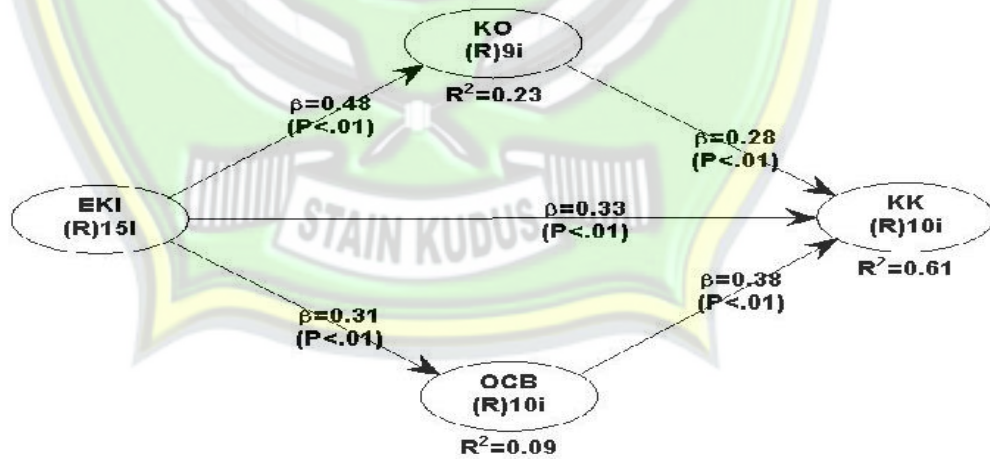 KO
(R)9i
R²=0.23
β=0.48
(P<.01)
β=0.28
(P<.01)
EKI
(R)15I
β=0.33
(P<.01)
KK
(R)10i
R²=0.61
STAIN KUDUS
β=0.31
(P<.01)
β=0.38
(P<.01)
OCB
(R)10i
R²=0.09